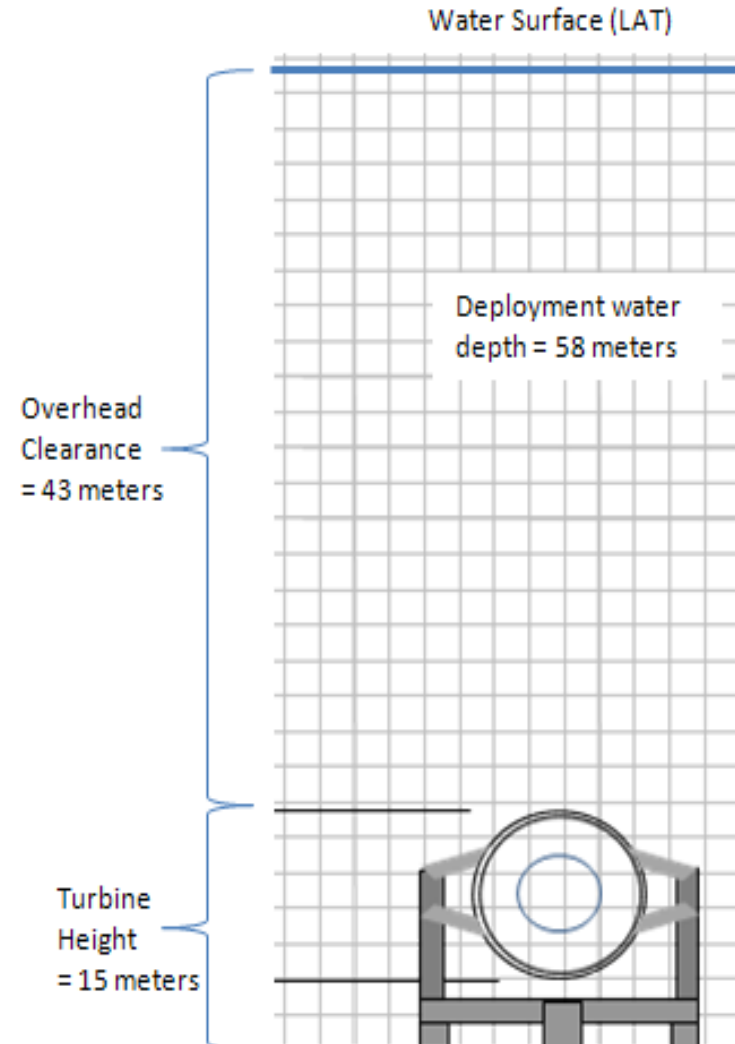 Water Surface (LAT)
Deployment water
depth = 58 meters
Overhead
Clearance
= 43 meters
Turbine
Height
= 15 meters